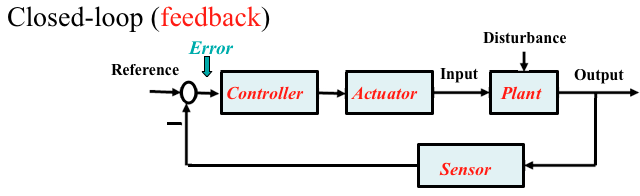 Closed-loop (feedback)
Error
Disturbance
Reference
Input
Output
Controller
Actuator
Plant
−
Sensor